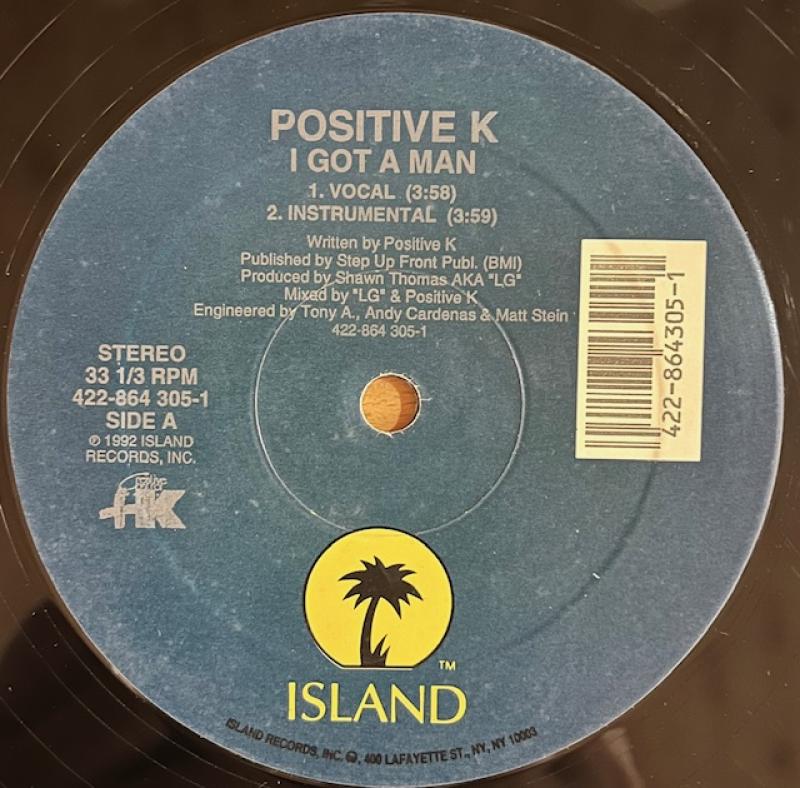 POSITIVE K
I GOT A MAN
1. VOCAL (3:58)
2. INSTRUMENTAL (3:59)
Written by Positive K
Published by Step Up Front Publ. (BMI)
Produced by Shawn Thomas AKA "LG"
Mixed by "LG" & Positive K
Engineered by Tony A., Andy Cardenas & Matt Stein
422-864 305-1
STEREO
33 1/3 RPM
422-864 305-1
SIDE A
℗ 1992 ISLAND
RECORDS, INC.
+K
422-864305-1
TM
ISLAND
ISLAND RECORDS, INC. , 400 LAFAYETTE ST., NY, NY 10003